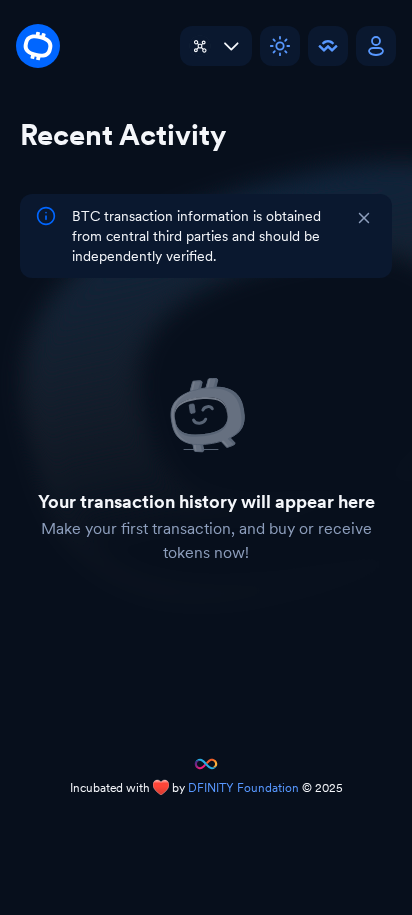 Recent Activity
BTC transaction information is obtained
from central third parties and should be
independently verified.
Your transaction history will appear here
Make your first transaction, and buy or receive
tokens now!
Incubated with ❤️ by DFINITY Foundation © 2025